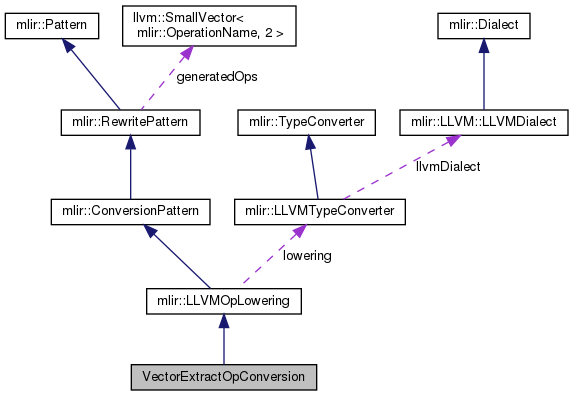 mlir::Pattern
llvm::SmallVector<
mlir::OperationName, 2 >
mlir::Dialect
generatedOps
mlir::RewritePattern
mlir::TypeConverter
mlir::LLVM::LLVMDialect
llvmDialect
mlir::ConversionPattern
mlir::LLVMTypeConverter
lowering
mlir::LLVMOpLowering
VectorExtractOpConversion